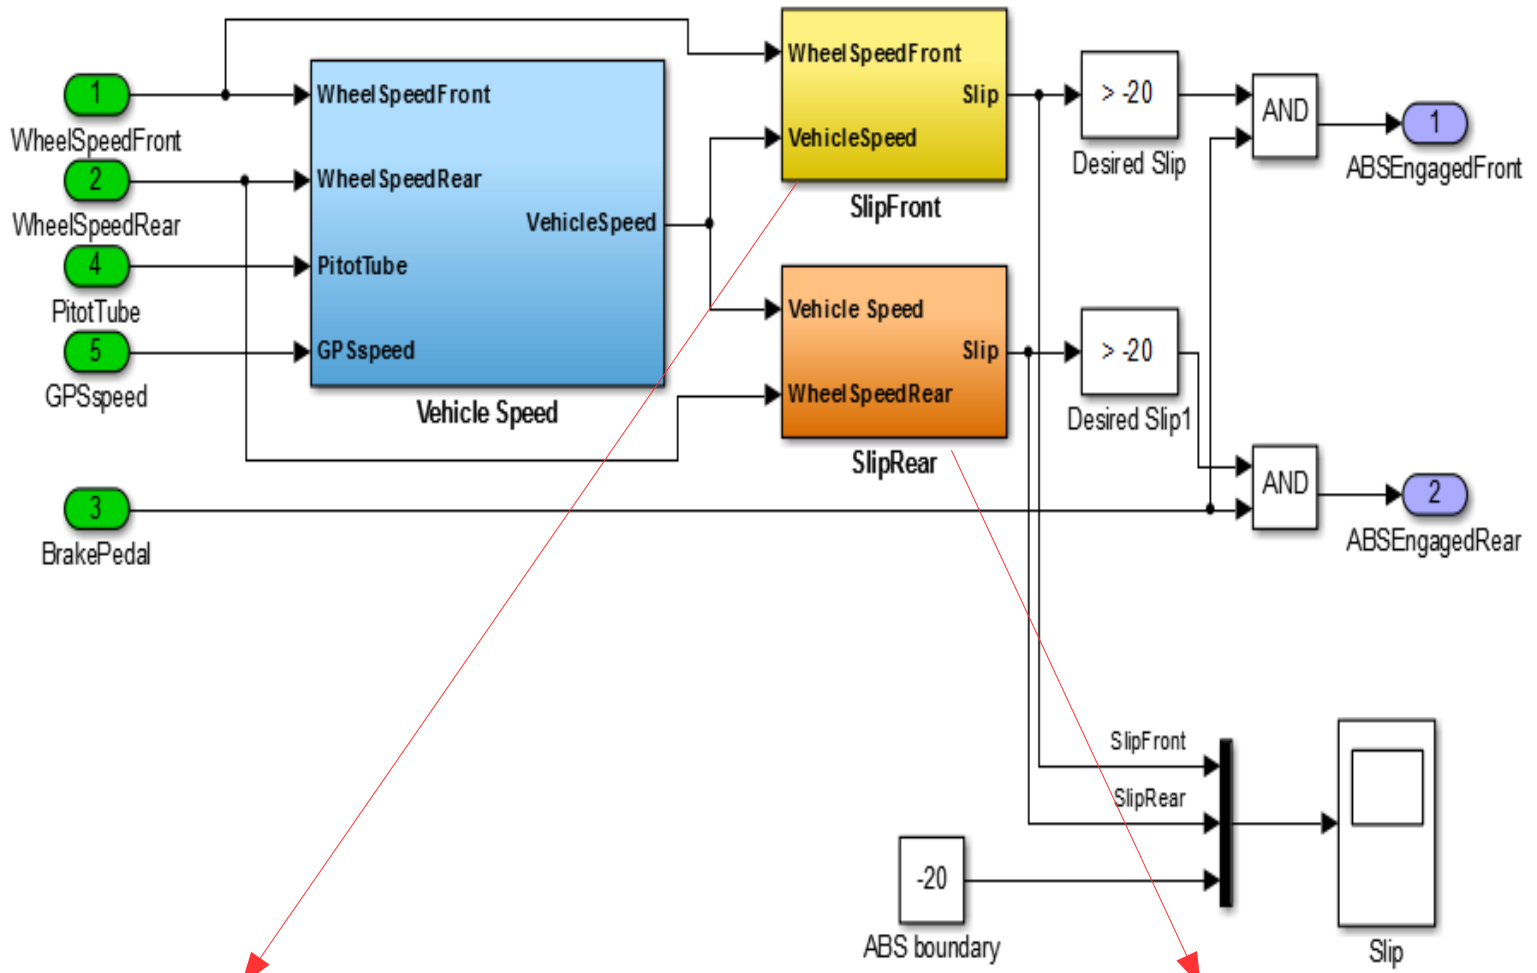 1
WheelSpeedFront
2
WheelSpeedRear
4
PitotTube
5
GPSspeed
3
BrakePedal
WheelSpeedFront
WheelSpeedRear
PitotTube
GPSspeed
VehicleSpeed
Vehicle Speed
WheelSpeedFront
VehicleSpeed
Slip
SlipFront
Vehicle Speed
WheelSpeedRear
Slip
SlipRear
> -20
Desired Slip
> -20
Desired Slip1
AND
1
ABSEngagedFront
AND
2
ABSEngagedRear
SlipFront
SlipRear
-20
ABS boundary
Slip